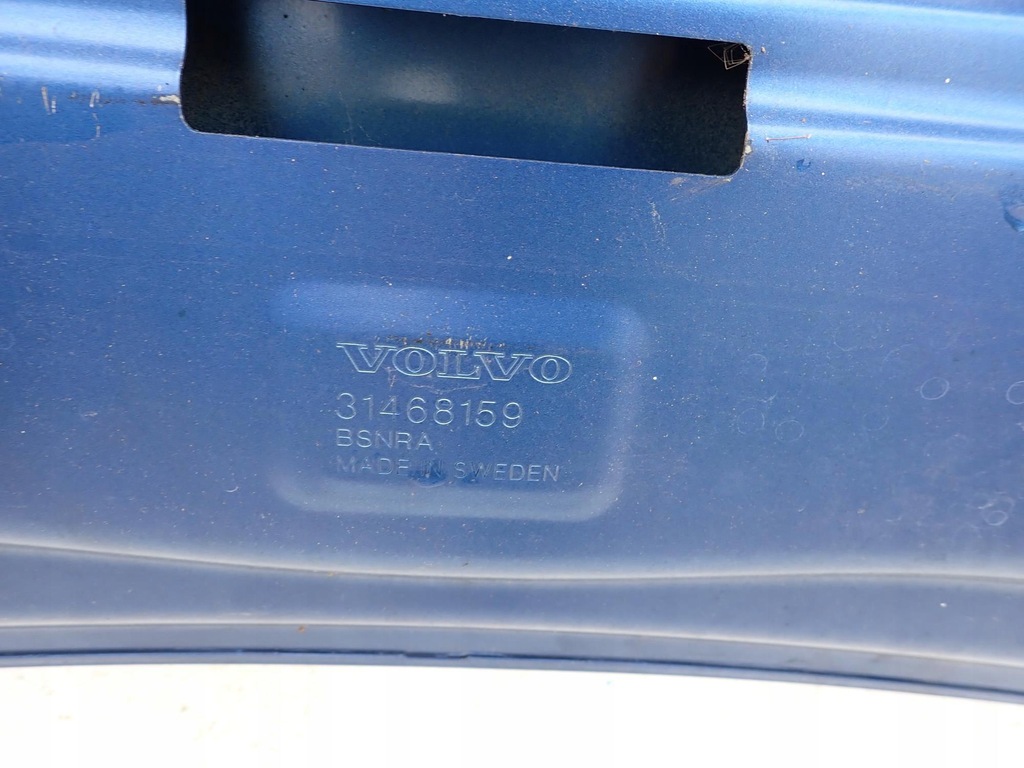 VOLVO
31468159
BSNRA
MADE IN SWEDEN